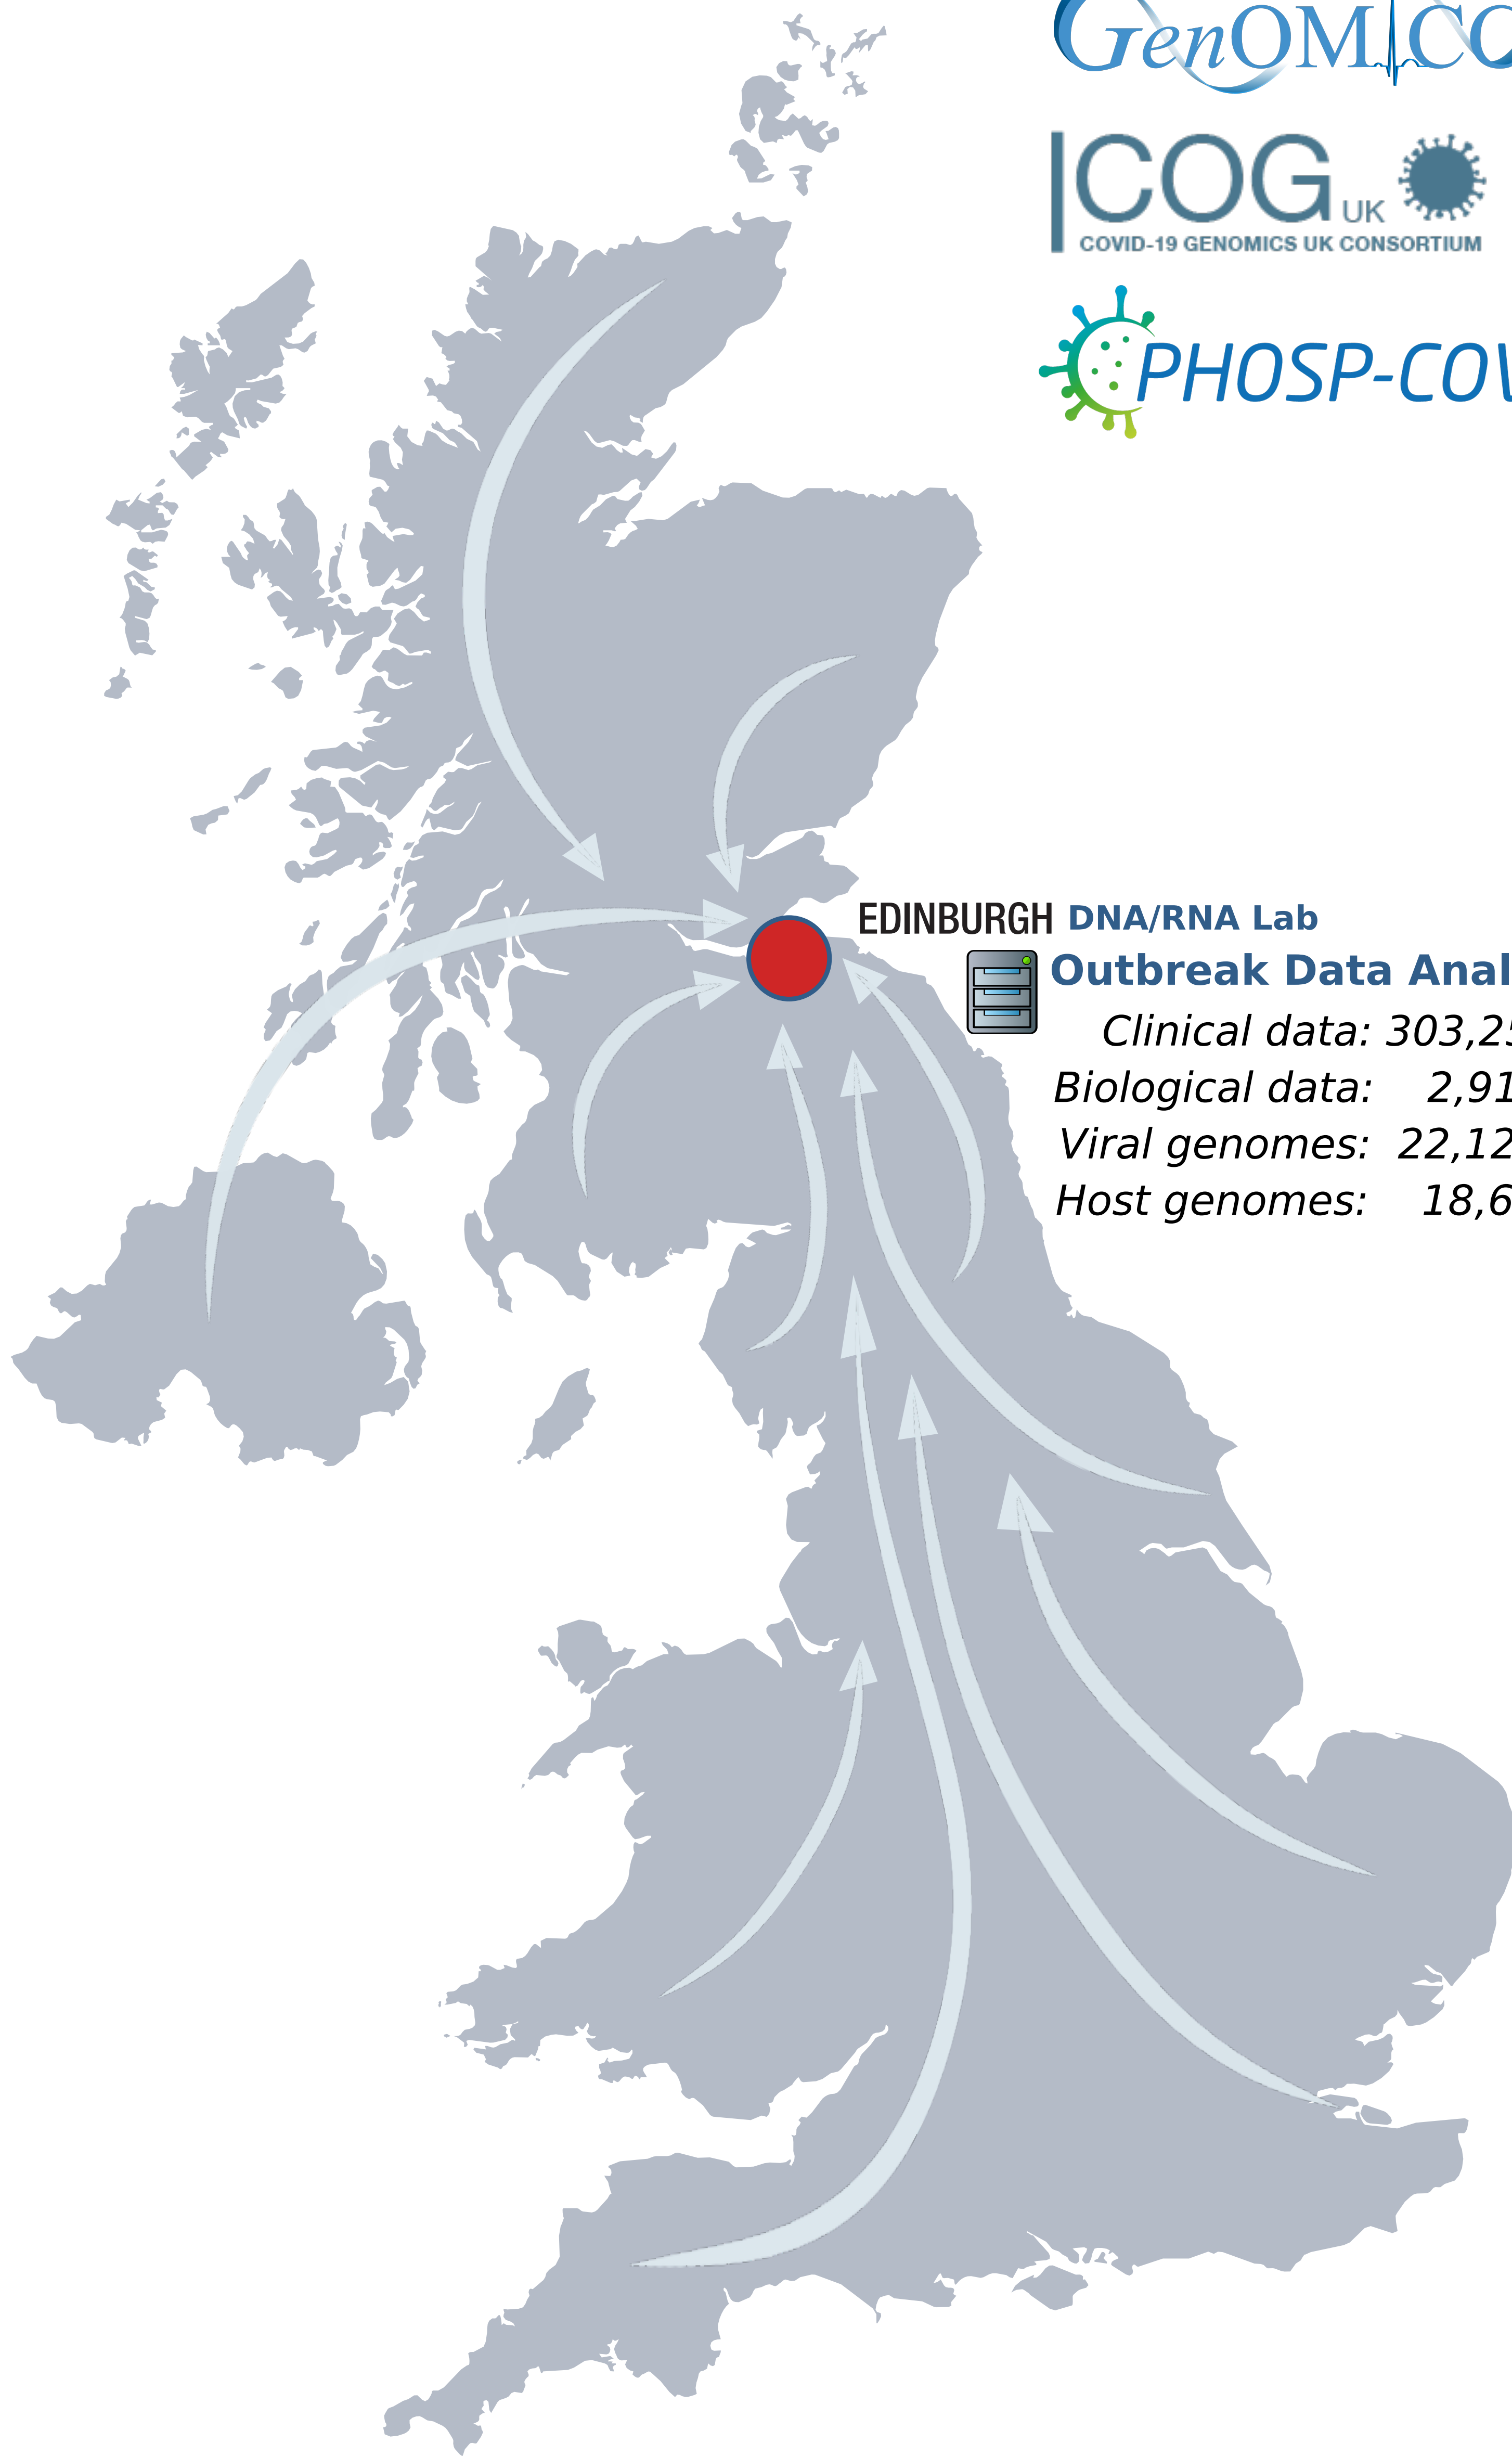 GenOMICC
COG UK
COVID-19 GENOMICS UK CONSORTIUM
PHOSP-COV
EDINBURGH DNA/RNA Lab
Outbreak Data Anal
Clinical data: 303,25
Biological data: 2,91
Viral genomes: 22,12
Host genomes: 18,6